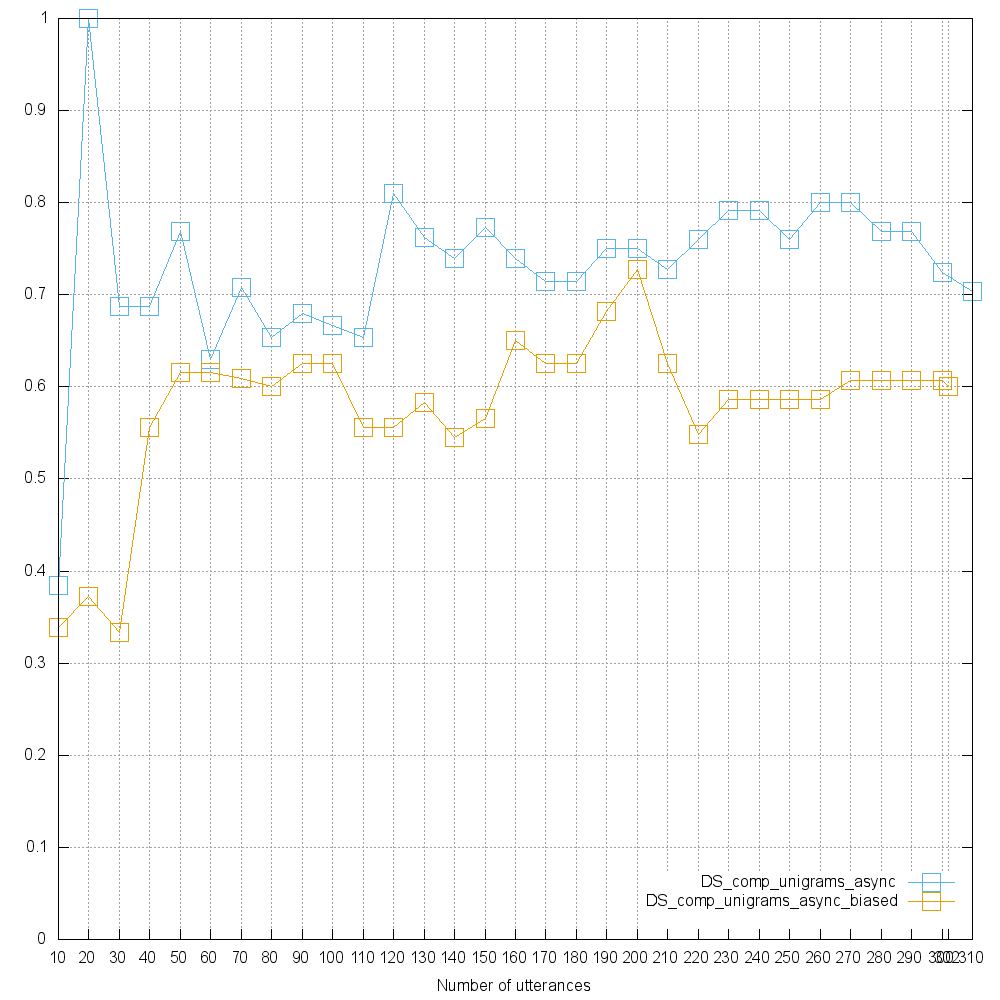 1
0.9
0.8
0.7
0.6
0.5
0.4
0.3
0.2
0.1
0
DS_comp_unigrams_async
DS_comp_unigrams_async_biased
10 20 30 40 50 60 70 80 90 100 110 120 130 140 150 160 170 180 190 200 210 220 230 240 250 260 270 280 290 300 302 310
Number of utterances